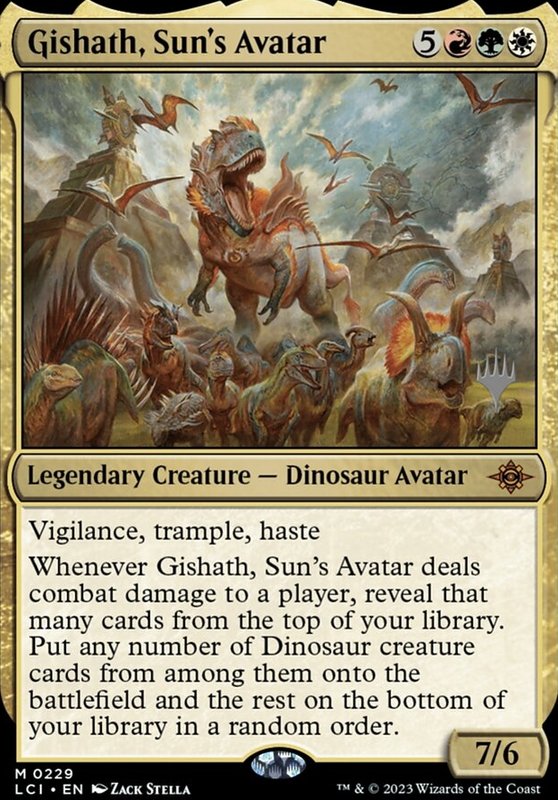 Gishath, Sun's Avatar 5
Legendary Creature — Dinosaur Avatar
Vigilance, trample, haste
Whenever Gishath, Sun's Avatar deals
combat damage to a player, reveal that
many cards from the top of your library.
Put any number of Dinosaur creature
cards from among them onto the
battlefield and the rest on the bottom of
your library in a random order.
7/6
M 0229
LCI • EN Zack Stella ™ & © 2023 Wizards of the Coast